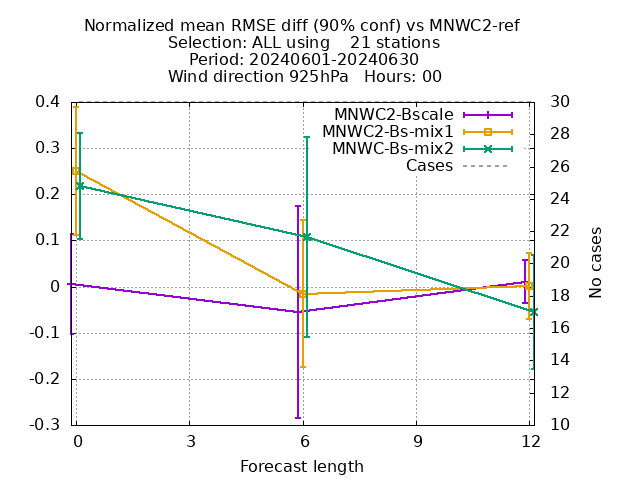 Normalized mean RMSE diff (90% conf) vs MNWC2-ref
Selection: ALL using    21 stations
Period: 20240601-20240630
Wind direction 925hPa   Hours: 00
MNWC2-Bscale
MNWC2-Bs-mix1
MNWC-Bs-mix2
Cases
0.4
0.3
0.2
0.1
0
-0.1
-0.2
-0.3
30
28
26
24
22
20
18
16
14
12
10
No cases
0 3 6 9 12
Forecast length